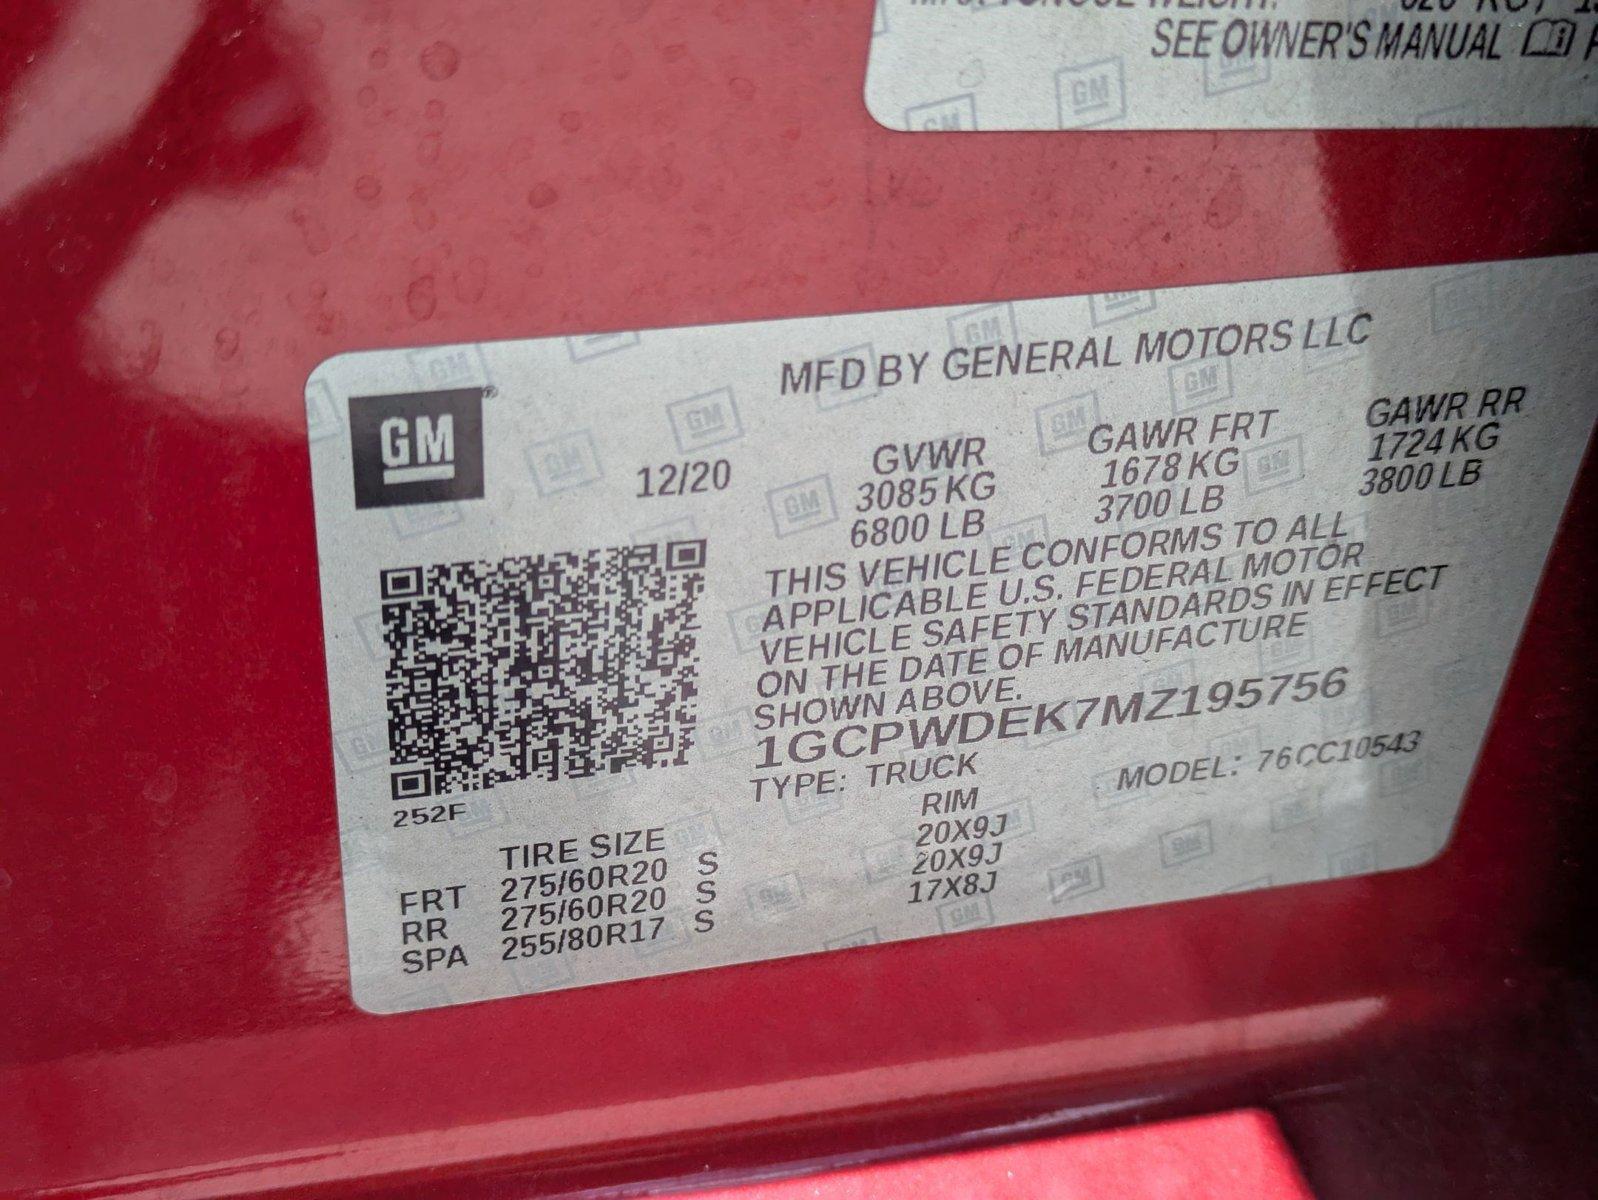 SEE OWNER'S MANUAL
GM
MFD BY GENERAL MOTORS LLC
12/20
GVWR GAWR FRT GAWR RR
3085 KG 1678 KG 1724 KG
6800 LB 3700 LB 3800 LB
THIS VEHICLE CONFORMS TO ALL
APPLICABLE U.S. FEDERAL MOTOR
VEHICLE SAFETY STANDARDS IN EFFECT
ON THE DATE OF MANUFACTURE
SHOWN ABOVE.
1GCPWDEK7MZ195756
TYPE: TRUCK MODEL: 76CC10543
252F
TIRE SIZE RIM
FRT 275/60R20 S 20X9J
RR 275/60R20 S 20X9J
SPA 255/80R17 S 17X8J